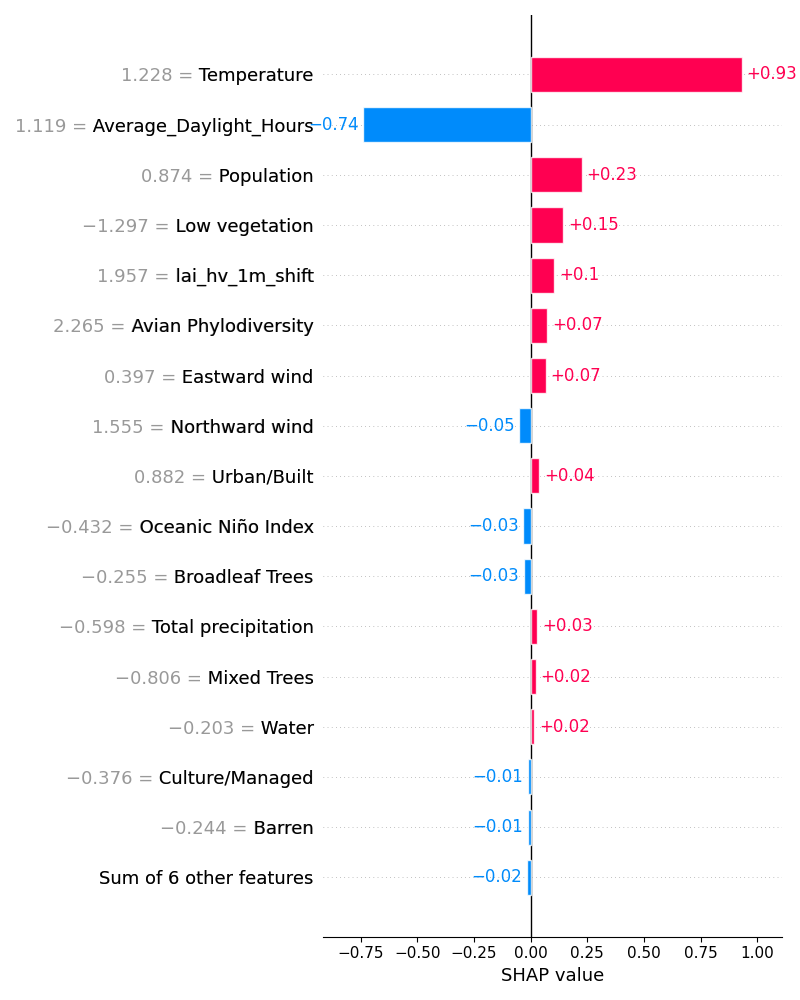 1.228 = Temperature +0.93
1.119 = Average_Daylight_Hours −0.74
0.874 = Population +0.23
−1.297 = Low vegetation +0.15
1.957 = lai_hv_1m_shift +0.1
2.265 = Avian Phylodiversity +0.07
0.397 = Eastward wind +0.07
1.555 = Northward wind −0.05
0.882 = Urban/Built +0.04
−0.432 = Oceanic Niño Index −0.03
−0.255 = Broadleaf Trees −0.03
−0.598 = Total precipitation +0.03
−0.806 = Mixed Trees +0.02
−0.203 = Water +0.02
−0.376 = Culture/Managed −0.01
−0.244 = Barren −0.01
Sum of 6 other features −0.02
−0.75 −0.50 −0.25 0.00 0.25 0.50 0.75 1.00
SHAP value